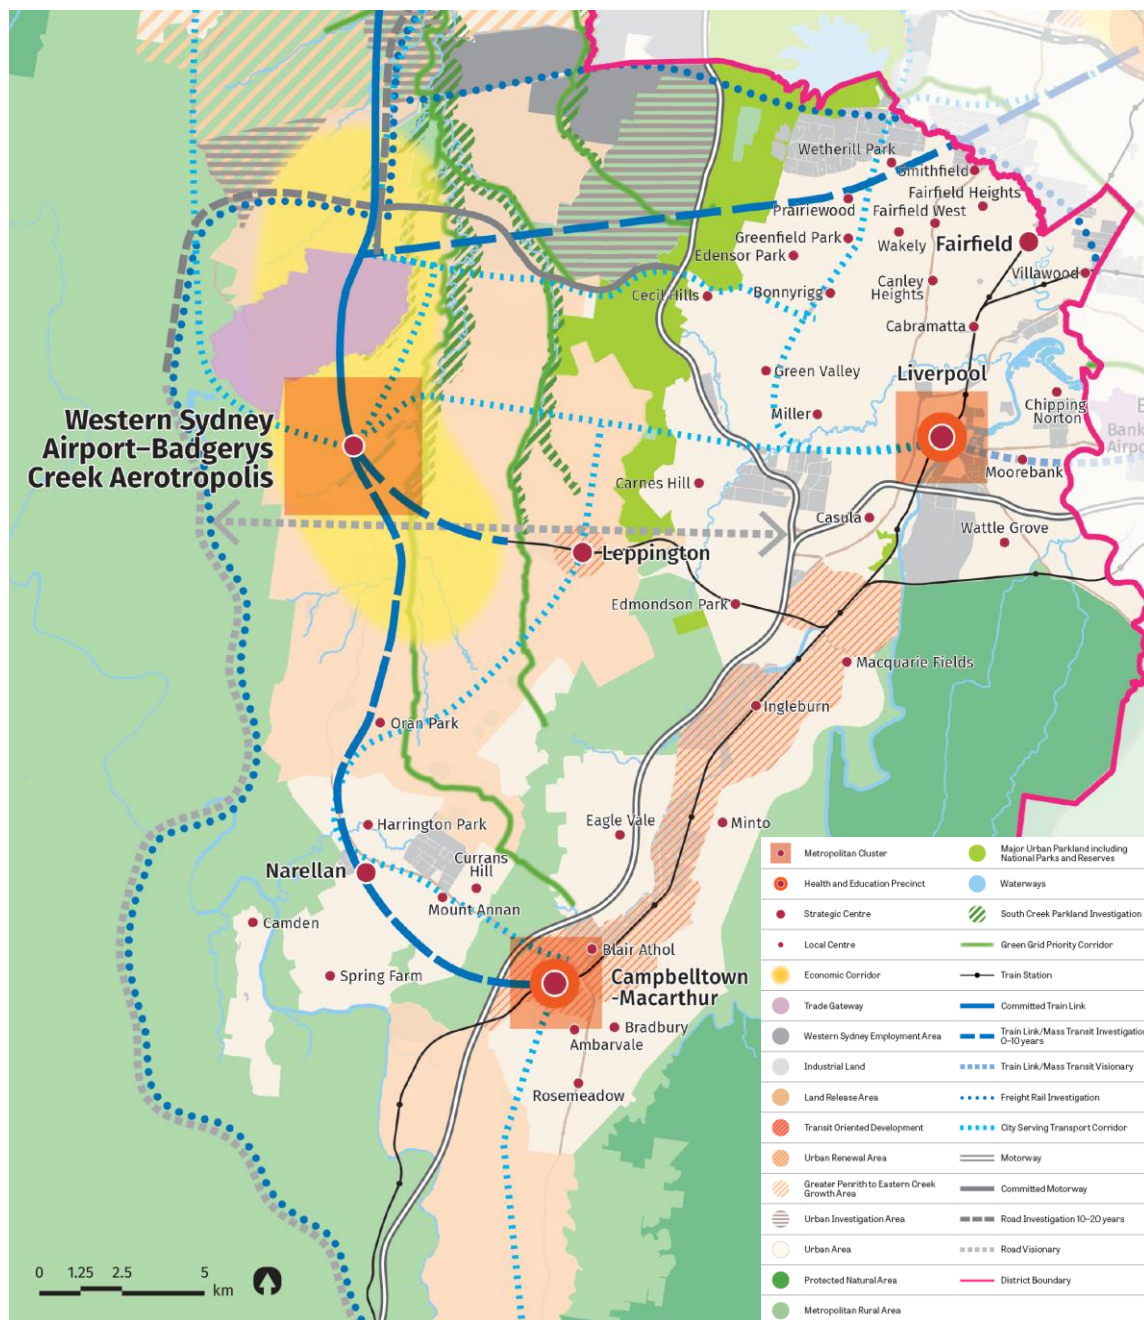 Wetherill Park
Smithfield
Prairiewood
Fairfield Heights
Fairfield West
Greenfield Park
Wakely
Fairfield
Edensor Park
Villawood
Cecil Hills
Bonnyrigg
Canley
Heights
Cabramatta
Green Valley
Liverpool
Miller
Chipping
Norton
Western Sydney
Airport–Badgerys
Creek Aerotropolis
Moorebank
Carnes Hill
Casula
Wattle Grove
Leppington
Edmondson Park
Macquarie Fields
Ingleburn
Oran Park
Harrington Park
Eagle Vale
Minto
Narellan
Currans
Hill
Mount Annan
Camden
Spring Farm
Blair Athol
Campbelltown
-Macarthur
Bradbury
Ambarvale
Rosemeadow
0 1.25 2.5 5
km
Metropolitan Cluster
Health and Education Precinct
Strategic Centre
Local Centre
Economic Corridor
Trade Gateway
Western Sydney Employment Area
Industrial Land
Land Release Area
Transit Oriented Development
Urban Renewal Area
Greater Penrith to Eastern Creek
Growth Area
Urban Investigation Area
Urban Area
Protected Natural Area
Metropolitan Rural Area
Major Urban Parkland including
National Parks and Reserves
Waterways
South Creek Parkland Investigation
Green Grid Priority Corridor
Train Station
Committed Train Link
Train Link/Mass Transit Investigation
0–10 years
Train Link/Mass Transit Visionary
Freight Rail Investigation
City Serving Transport Corridor
Motorway
Committed Motorway
Road Investigation 10–20 years
Road Visionary
District Boundary